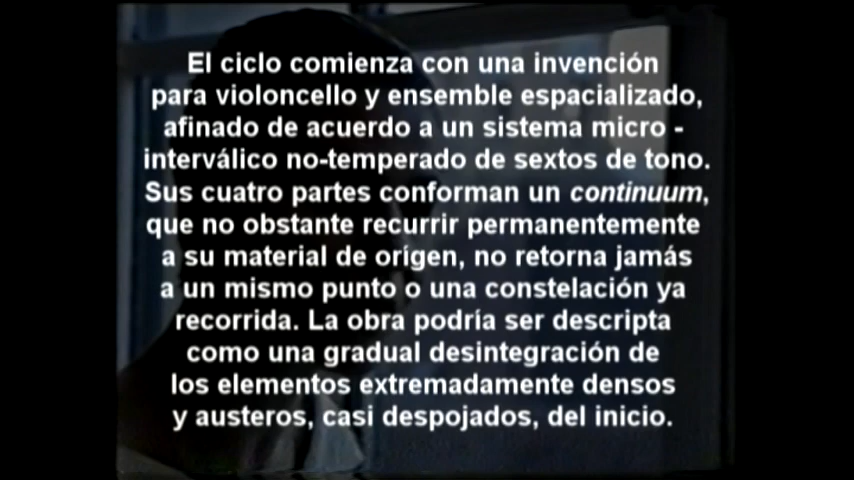 El ciclo comienza con una invención
para violoncello y ensemble espacializado,
afinado de acuerdo a un sistema micro -
interválico no-temperado de sextos de tono.
Sus cuatro partes conforman un continuum,
que no obstante recurrir permanentemente
a su material de orígen, no retorna jamás
a un mismo punto o una constelación ya
recorrida. La obra podría ser descripta
como una gradual desintegración de
los elementos extremadamente densos
y austeros, casi despojados, del inicio.